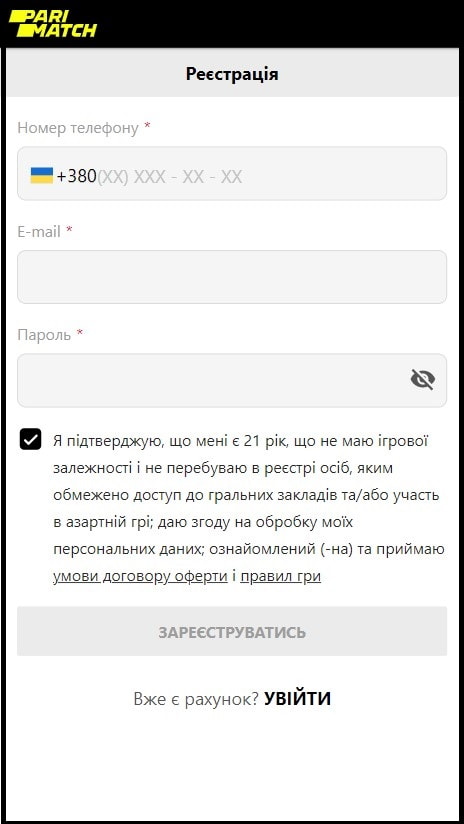 PARI
MATCH
Реєстрація
Номер телефону *
+380(XX) XXX - XX - XX
E-mail *
Пароль *
Я підтверджую, що мені є 21 рік, що не маю ігрової
залежності і не перебуваю в реєстрі осіб, яким
обмежено доступ до гральних закладів та/або участь
в азартній грі; даю згоду на обробку моїх
персональних даних; ознайомлений (-на) та приймаю
умови договору оферти і правил гри
ЗАРЕЄСТРУВАТИСЬ
Вже є рахунок? УВІЙТИ